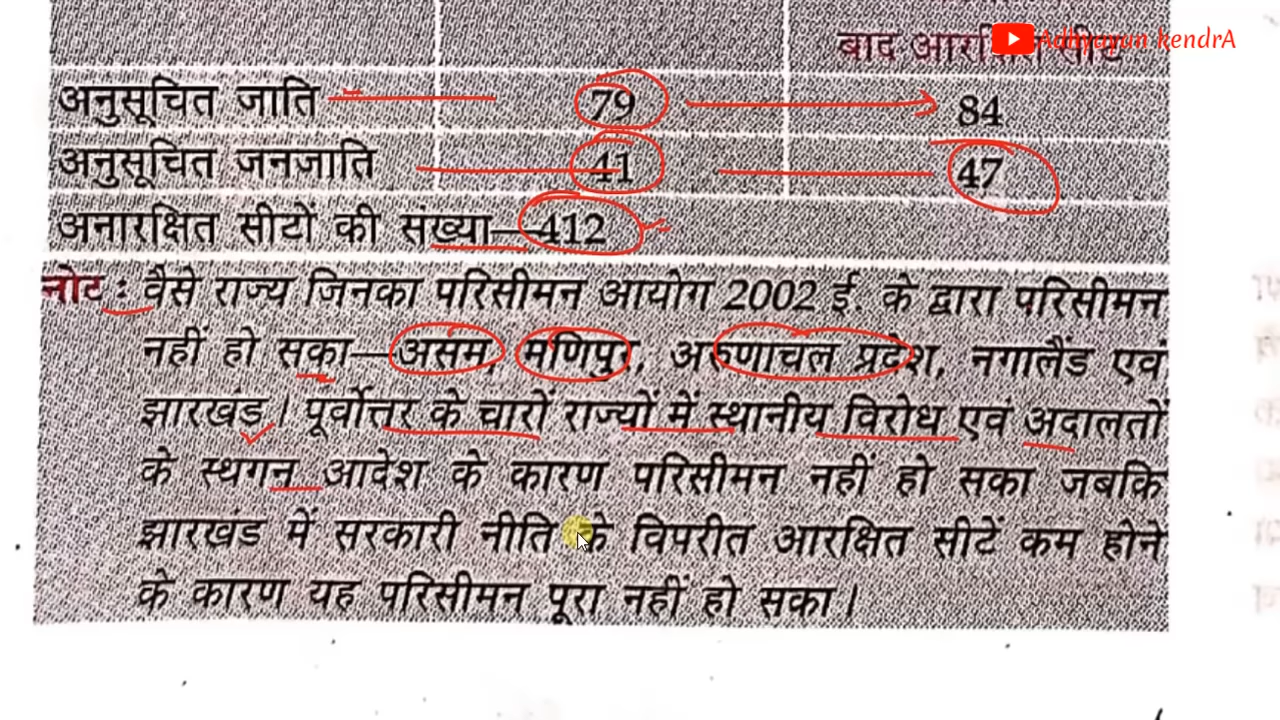 Adhyayan kendrA
बाद आरक्षित सीट
अनुसूचित जाति 79 84
अनुसूचित जनजाति 41 47
अनारक्षित सीटों की संख्या—412
नोट : वैसे राज्य जिनका परिसीमन आयोग 2002 ई. के द्वारा परिसीमन
नहीं हो सका—असम, मणिपुर, अरुणाचल प्रदेश, नगालैंड एवं
झारखंड। पूर्वोत्तर के चारों राज्यों में स्थानीय विरोध एवं अदालतों
के स्थगन आदेश के कारण परिसीमन नहीं हो सका जबकि
झारखंड में सरकारी नीति के विपरीत आरक्षित सीटें कम होने
के कारण यह परिसीमन पूरा नहीं हो सका।